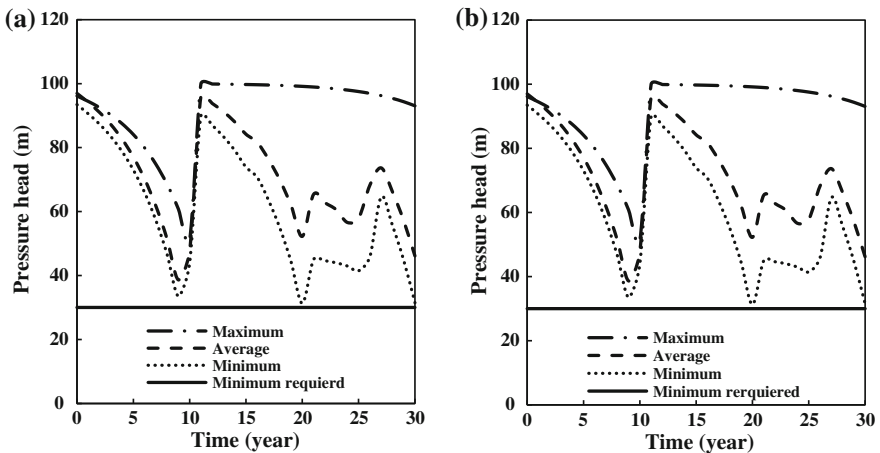 (a)
Pressure head (m)
120
100
80
60
40
20
0
Maximum
Average
Minimum
Minimum requierd
0 5 10 15 20 25 30
Time (year)
(b)
Pressure head (m)
120
100
80
60
40
20
0
Maximum
Average
Minimum
Minimum rerquiered
0 5 10 15 20 25 30
Time (year)